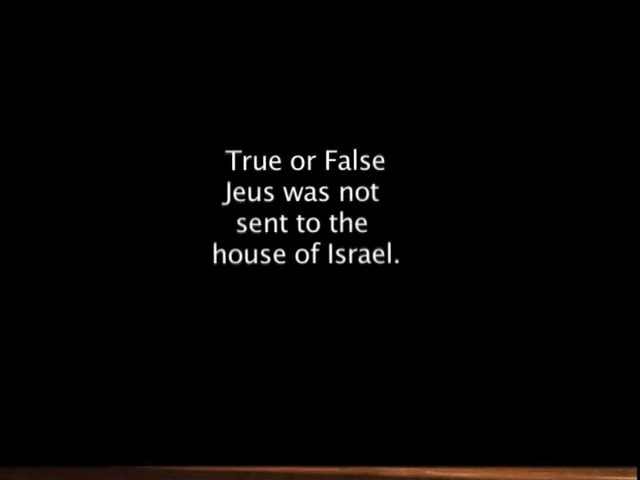 True or False
Jeus was not
sent to the
house of Israel.